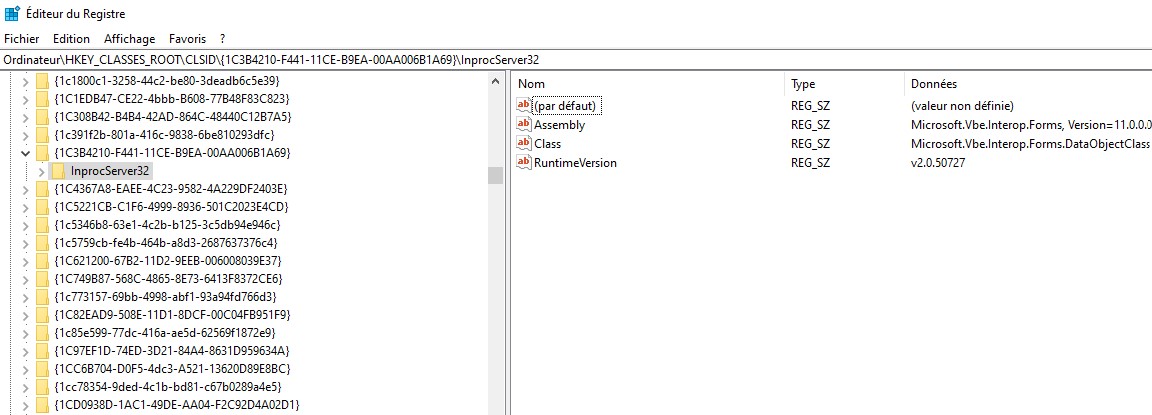 Éditeur du Registre
Fichier Edition Affichage Favoris ?
Ordinateur\HKEY_CLASSES_ROOT\CLSID\{1C3B4210-F441-11CE-B9EA-00AA006B1A69}\InprocServer32
{1c1800c1-3258-44c2-be80-3deadb6c5e39}
{1C1EDB47-CE22-4bbb-B608-77B48F83C823}
{1C308B42-B4B4-42AD-864C-48440C12B7A5}
{1c391f2b-801a-416c-9838-6be810293dfc}
{1C3B4210-F441-11CE-B9EA-00AA006B1A69}
InprocServer32
{1C4367A8-EAEE-4C23-9582-4A229DF2403E}
{1C5221CB-C1F6-4999-8936-501C2023E4CD}
{1c5346b8-63e1-4c2b-b125-3c5db94e946c}
{1c5759cb-fe4b-464b-a8d3-2687637376c4}
{1C621200-67B2-11D2-9EEB-006008039E37}
{1C749B87-568C-4865-8E73-6413F8372CE6}
{1c773157-69bb-4998-abf1-93a94fd766d3}
{1C82EAD9-508E-11D1-8DCF-00C04FB951F9}
{1c85e599-77dc-416a-ae5d-62569f1872e9}
{1C97EF1D-74ED-3D21-84A4-8631D959634A}
{1CC6B704-D0F5-4dc3-A521-13620D89E8BC}
{1cc78354-9ded-4c1b-bd81-c67b0289a4e5}
{1CD0938D-1AC1-49DE-AA04-F2C92D4A02D1}
Nom Type Données
(par défaut) REG_SZ (valeur non définie)
Assembly REG_SZ Microsoft.Vbe.Interop.Forms, Version=11.0.0.0
Class REG_SZ Microsoft.Vbe.Interop.Forms.DataObjectClass
RuntimeVersion REG_SZ v2.0.50727